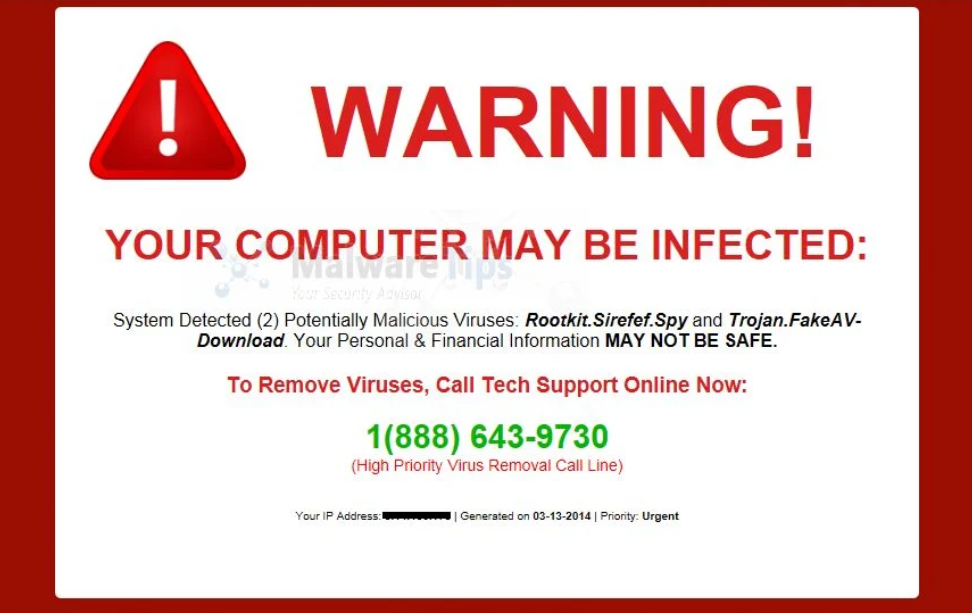 WARNING!
YOUR COMPUTER MAY BE INFECTED:
Malware Tips
Your Security Advisor
System Detected (2) Potentially Malicious Viruses: Rootkit.Sirefef.Spy and Trojan.FakeAV-
Download. Your Personal & Financial Information MAY NOT BE SAFE.
To Remove Viruses, Call Tech Support Online Now:
1(888) 643-9730
(High Priority Virus Removal Call Line)
Your IP Address: | Generated on 03-13-2014 | Priority: Urgent